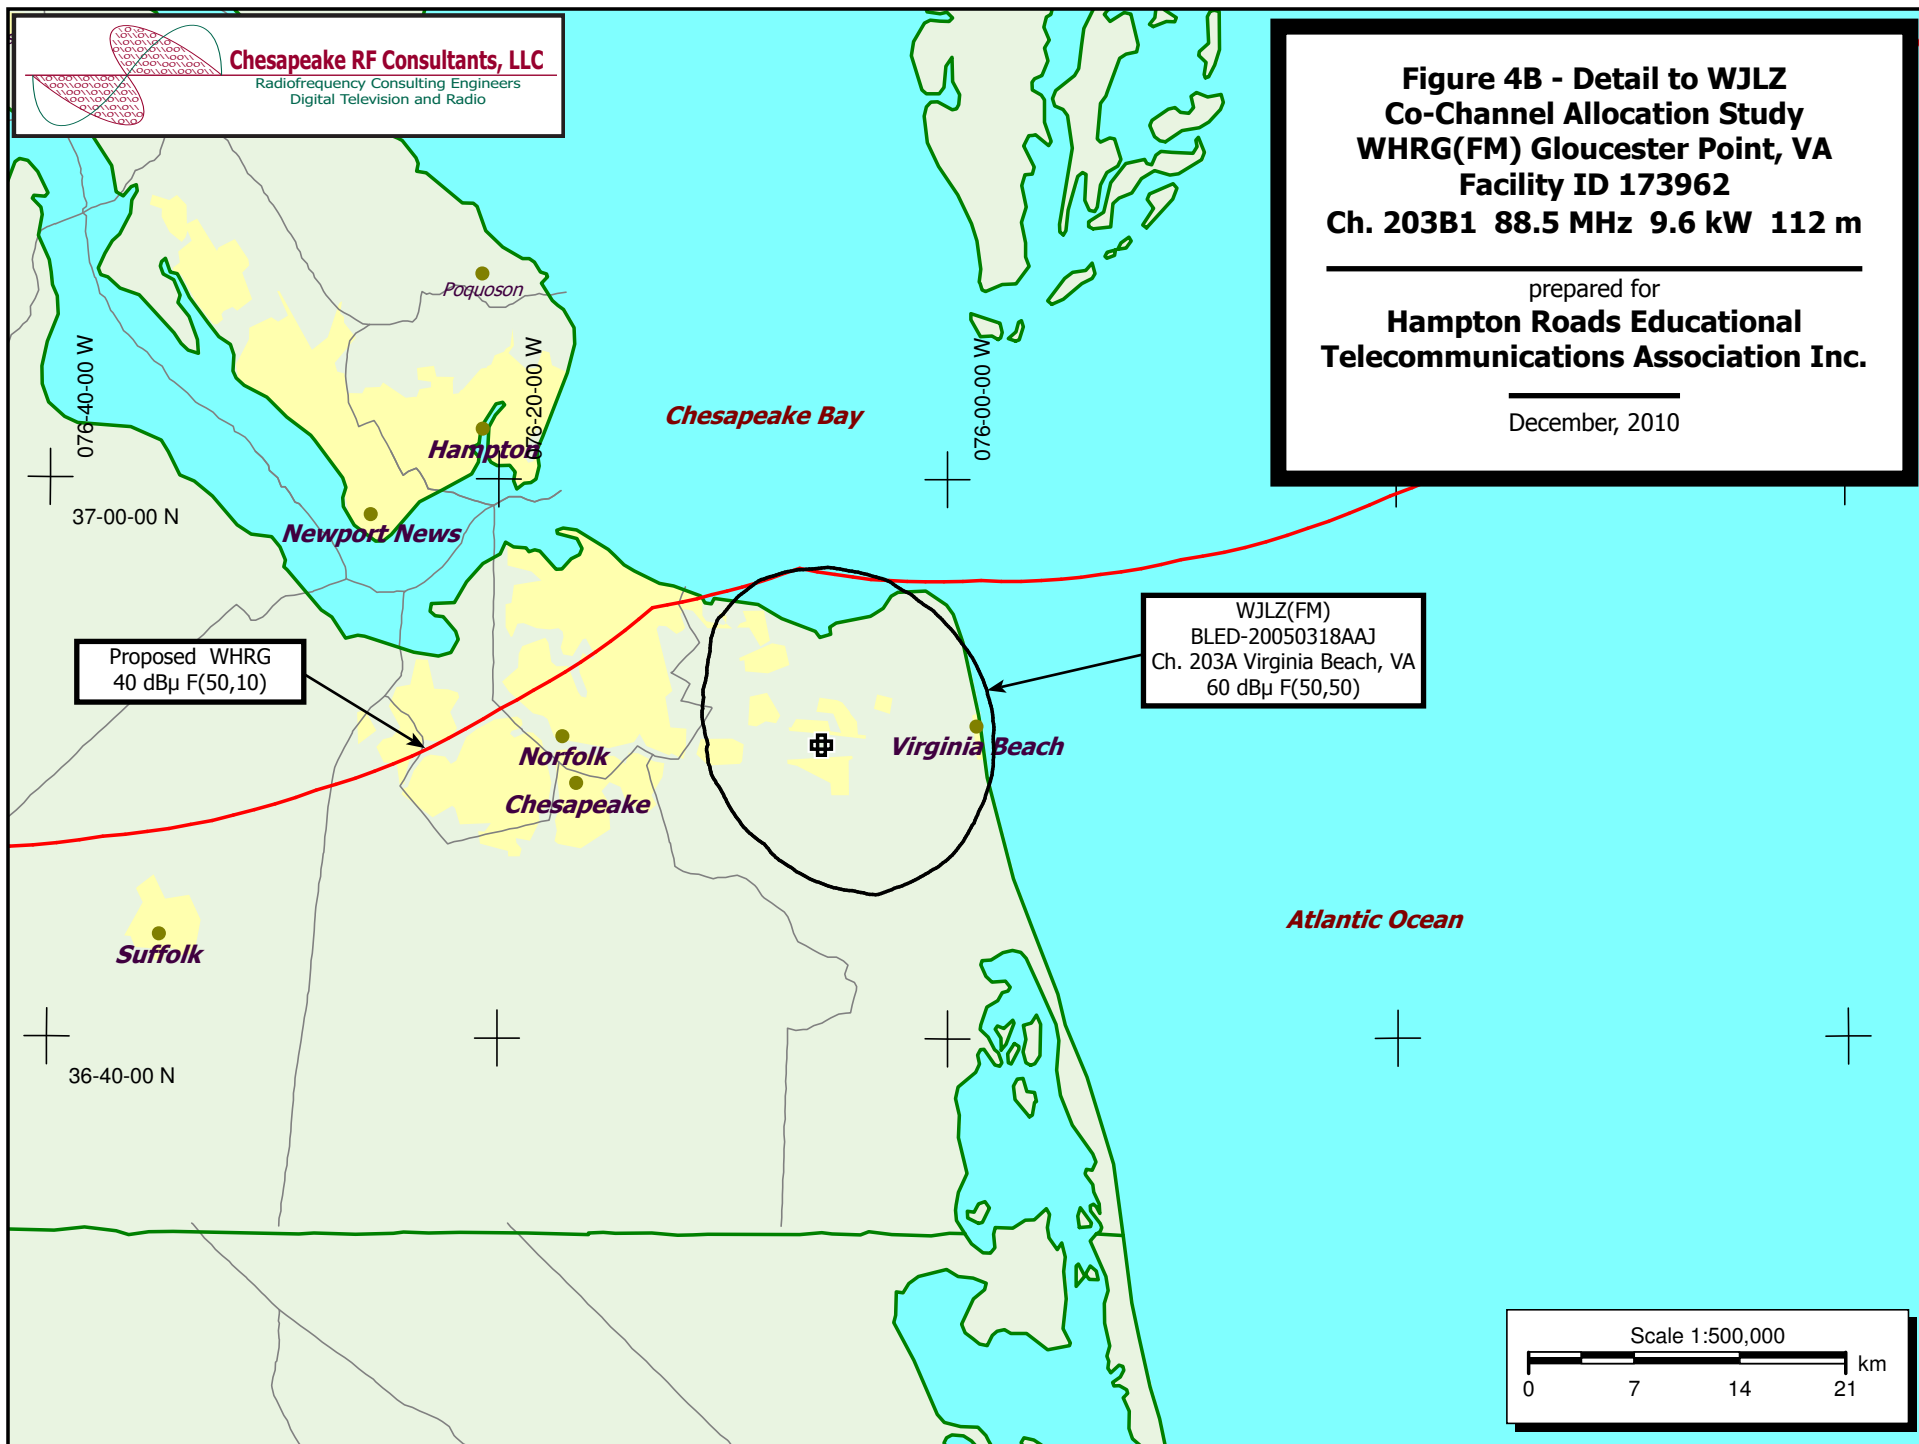 Chesapeake RF Consultants, LLC
Radiofrequency Consulting Engineers
Digital Television and Radio
Figure 4B - Detail to WJLZ
Co-Channel Allocation Study
WHRG(FM) Gloucester Point, VA
Facility ID 173962
Ch. 203B1 88.5 MHz 9.6 kW 112 m
prepared for
Hampton Roads Educational
Telecommunications Association Inc.
December, 2010
Poquoson
076-40-00 W
076-20-00 W
076-00-00 W
Chesapeake Bay
Hampton
37-00-00 N
Newport News
WJLZ(FM)
BLED-20050318AAJ
Ch. 203A Virginia Beach, VA
60 dBµ F(50,50)
Proposed WHRG
40 dBµ F(50,10)
Norfolk
Virginia Beach
Chesapeake
Atlantic Ocean
Suffolk
36-40-00 N
Scale 1:500,000
km
0 7 14 21